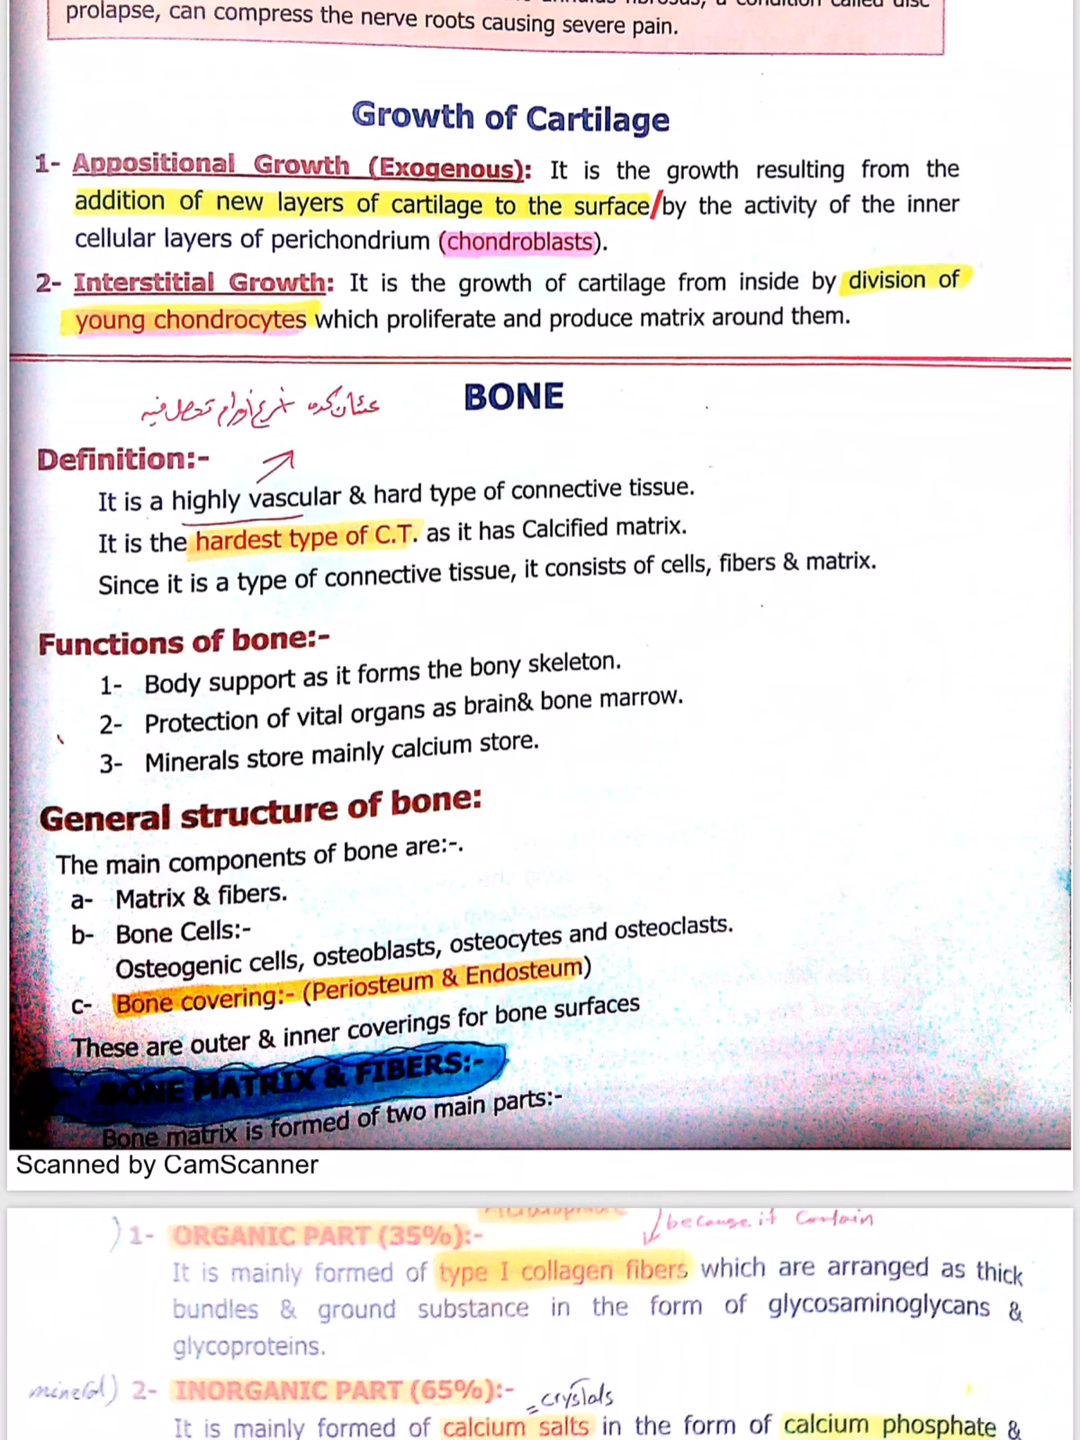 prolapse, can compress the nerve roots causing severe pain.
Growth of Cartilage
1- Appositional Growth (Exogenous): It is the growth resulting from the
addition of new layers of cartilage to the surface/by the activity of the inner
cellular layers of perichondrium (chondroblasts).
2- Interstitial Growth: It is the growth of cartilage from inside by division of
young chondrocytes which proliferate and produce matrix around them.
BONE
عشان كده تحصل فيه
Definition:-
It is a highly vascular & hard type of connective tissue.
It is the hardest type of C.T. as it has Calcified matrix.
Since it is a type of connective tissue, it consists of cells, fibers & matrix.
Functions of bone:-
1- Body support as it forms the bony skeleton.
2- Protection of vital organs as brain& bone marrow.
3- Minerals store mainly calcium store.
General structure of bone:
The main components of bone are:-.
a- Matrix & fibers.
b- Bone Cells:-
Osteogenic cells, osteoblasts, osteocytes and osteoclasts.
c- Bone covering:- (Periosteum & Endosteum)
These are outer & inner coverings for bone surfaces
BONE MATRIX & FIBERS:-
Bone matrix is formed of two main parts:-
Scanned by CamScanner
because it Contain
1- ORGANIC PART (35%):-
It is mainly formed of type I collagen fibers which are arranged as thick
bundles & ground substance in the form of glycosaminoglycans &
glycoproteins.
2- INORGANIC PART (65%):- crystals
It is mainly formed of calcium salts in the form of calcium phosphate &